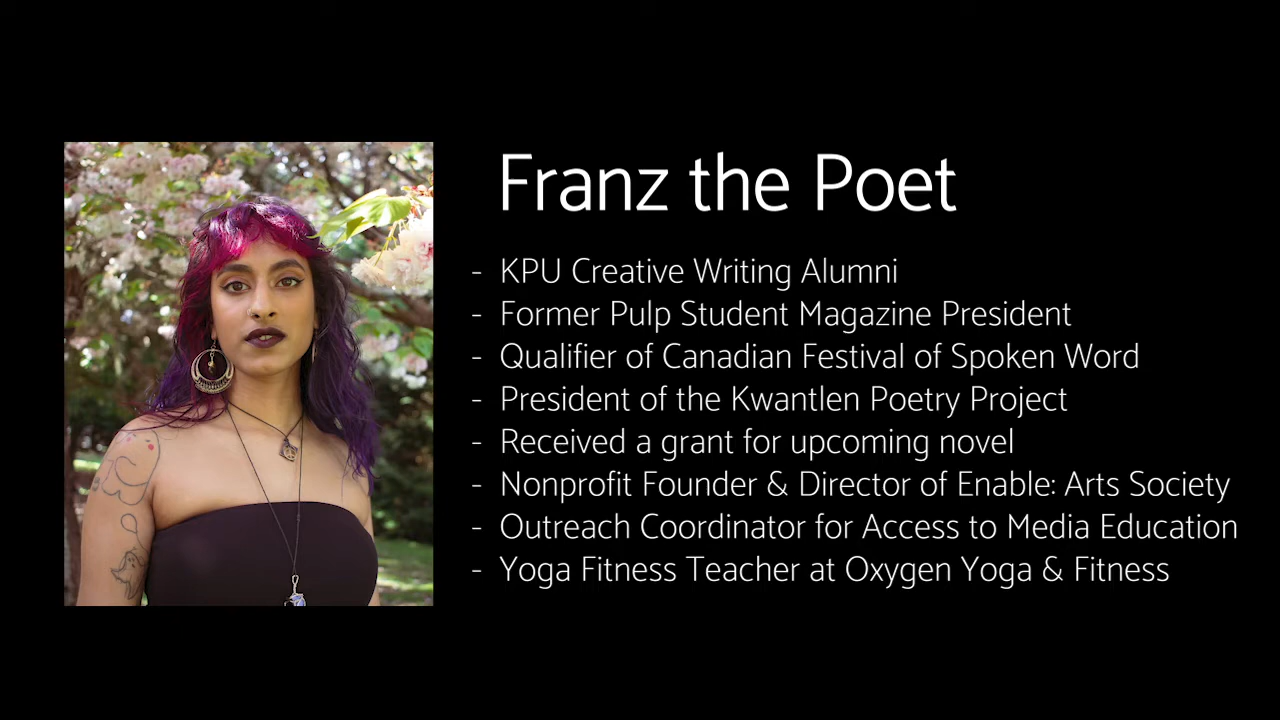 Franz the Poet
- KPU Creative Writing Alumni
- Former Pulp Student Magazine President
- Qualifier of Canadian Festival of Spoken Word
- President of the Kwantlen Poetry Project
- Received a grant for upcoming novel
- Nonprofit Founder & Director of Enable: Arts Society
- Outreach Coordinator for Access to Media Education
- Yoga Fitness Teacher at Oxygen Yoga & Fitness